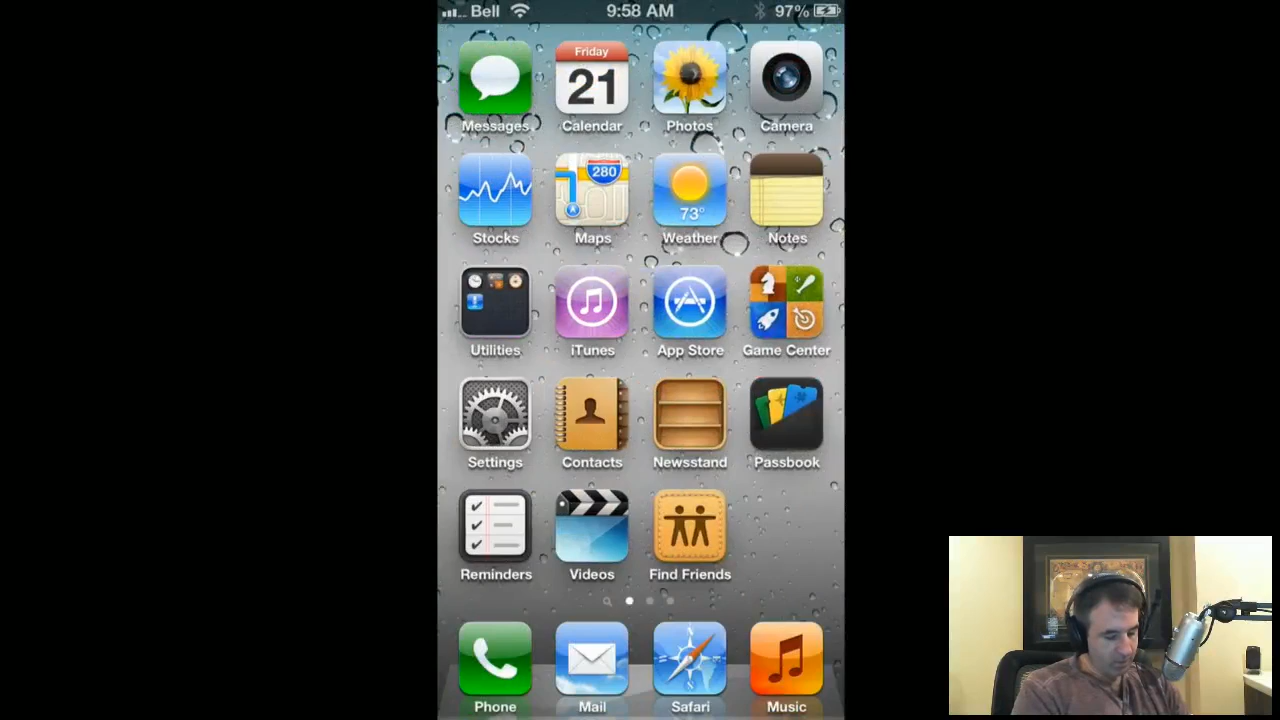 Bell 9:58 AM 97%
Friday
21
Messages Calendar Photos Camera
280
73°
Stocks Maps Weather Notes
Utilities iTunes App Store Game Center
Settings Contacts Newsstand Passbook
Reminders Videos Find Friends
N
Phone Mail Safari Music